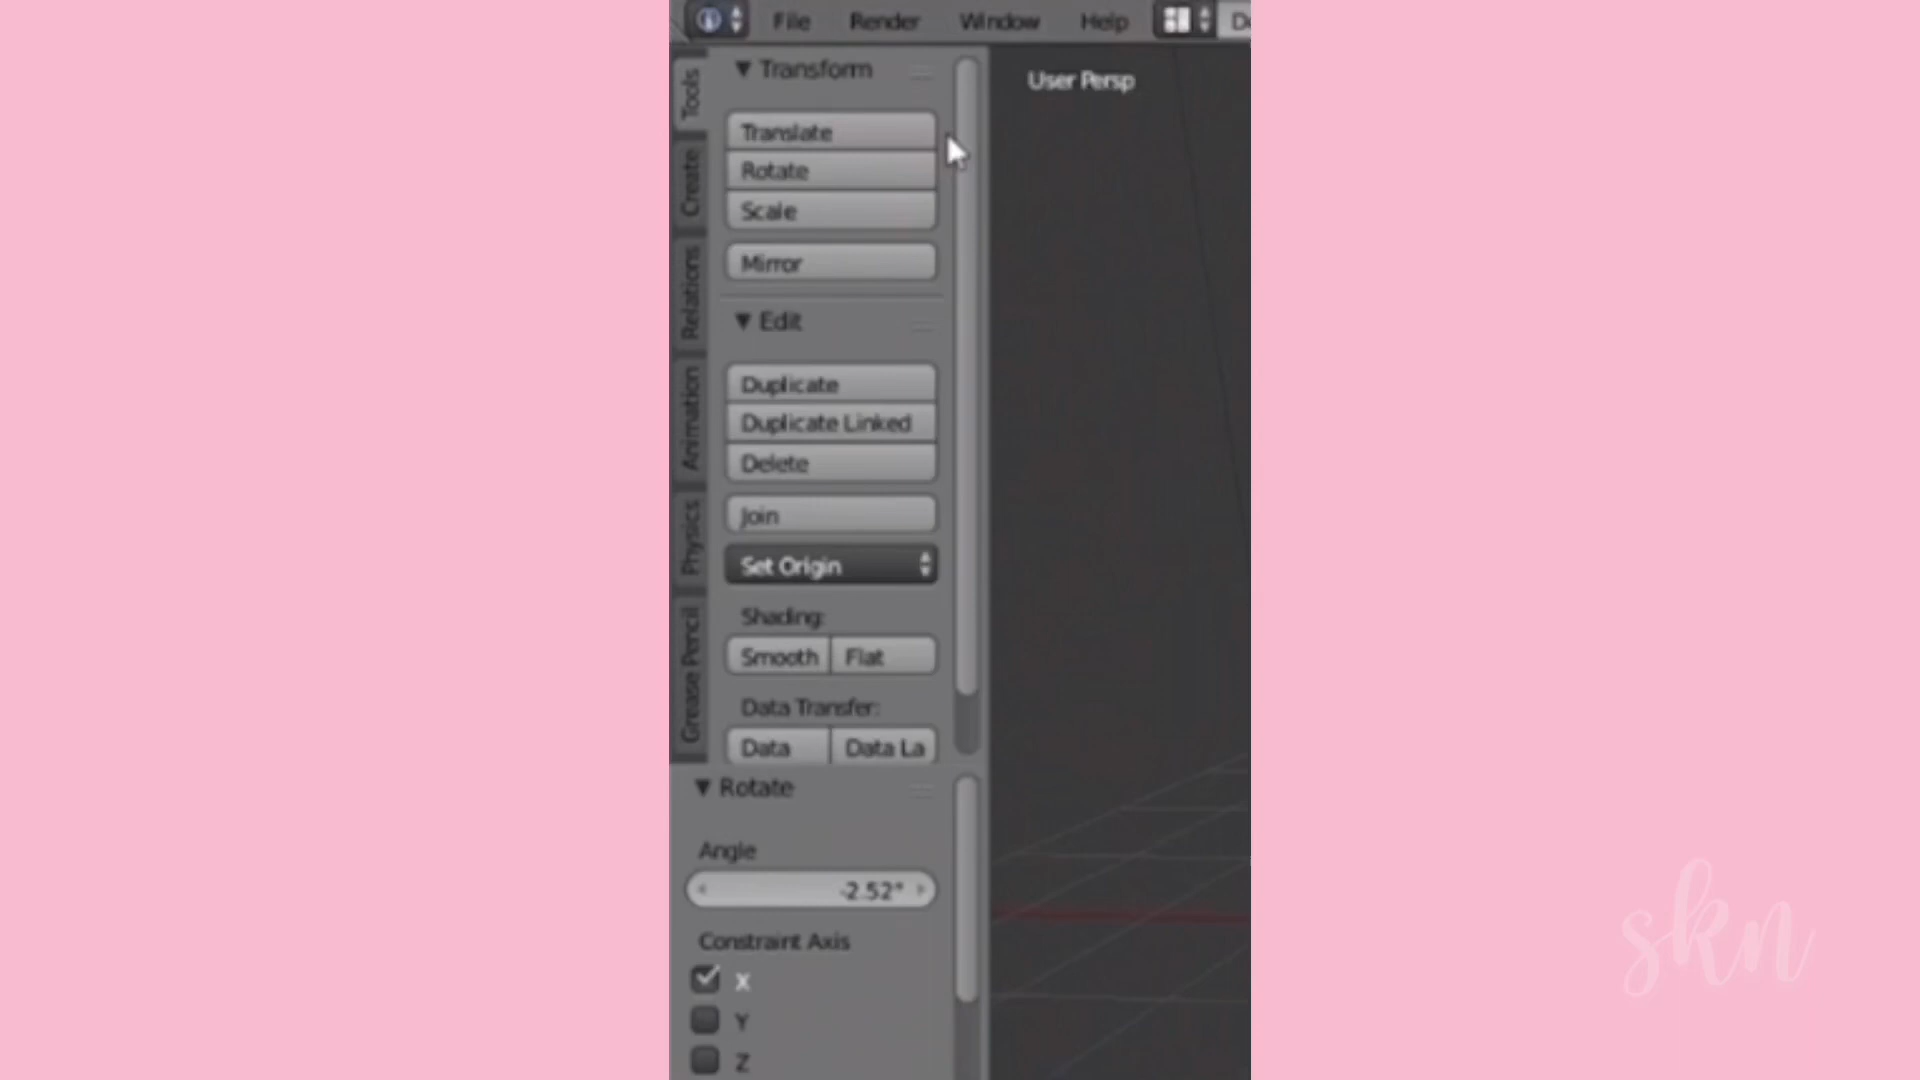 File Render Window Help
User Persp
Tools
Create
Relations
Animation
Physics
Grease Pencil
Transform
Translate
Rotate
Scale
Mirror
Edit
Duplicate
Duplicate Linked
Delete
Join
Set Origin
Shading:
Smooth Flat
Data Transfer:
Data Data La
Rotate
Angle
-2.52°
Constraint Axis
X
Y
Z
skn